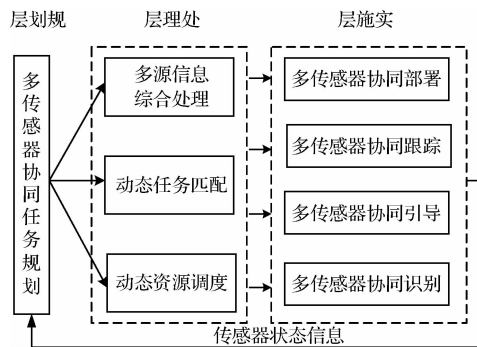 层划规
层理处
层施实
多传感器协同任务规划
多源信息
综合处理
动态任务匹配
动态资源调度
多传感器协同部署
多传感器协同跟踪
多传感器协同引导
多传感器协同识别
传感器状态信息